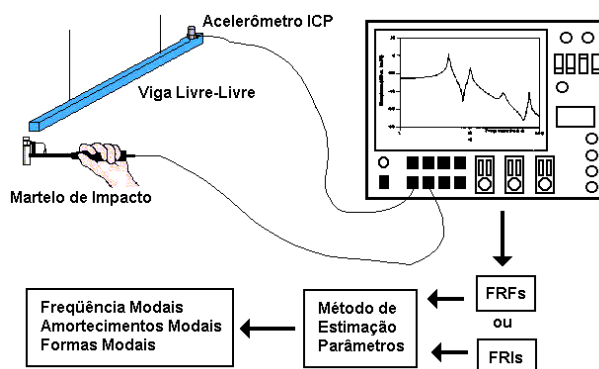 Acelerômetro ICP
Viga Livre-Livre
Martelo de Impacto
FRFs
ou
FRIs
Método de
Estimação
Parâmetros
Freqüência Modais
Amortecimentos Modais
Formas Modais